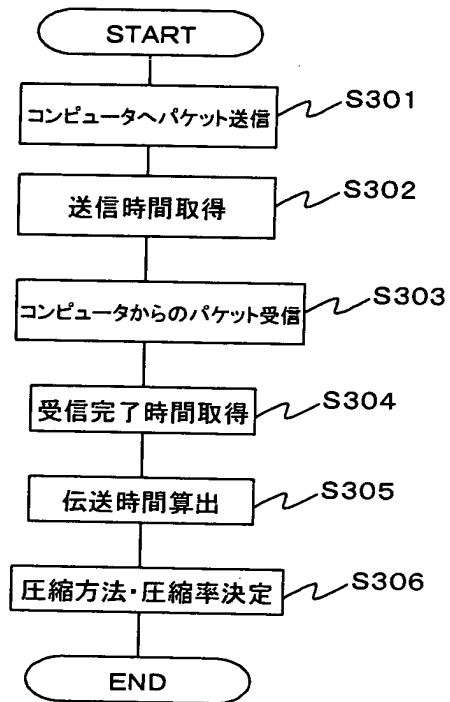 START
コンピュータへパケット送信
S301
送信時間取得
S302
コンピュータからのパケット受信
S303
受信完了時間取得
S304
伝送時間算出
S305
圧縮方法・圧縮率決定
S306
END